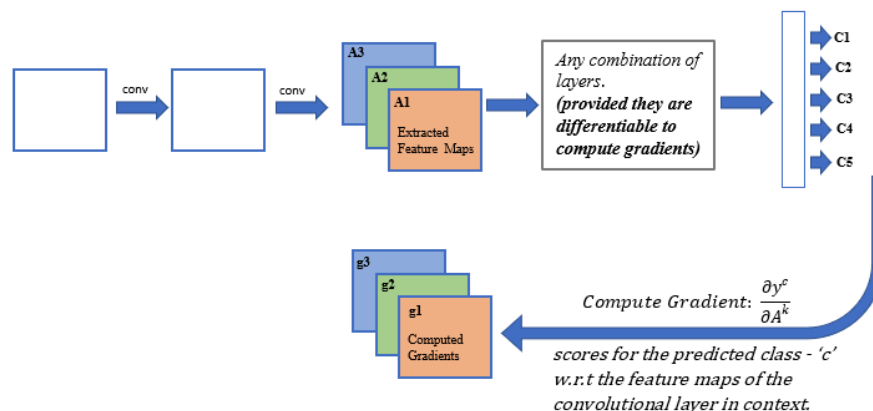 conv
conv
A3
A2
A1
Extracted
Feature Maps
Any combination of
layers.
(provided they are
differentiable to
compute gradients)
C1
C2
C3
C4
C5
g3
g2
g1
Computed
Gradients
Compute Gradient: ∂y^c/∂A^k
scores for the predicted class - ‘c’
w.r.t the feature maps of the
convolutional layer in context.